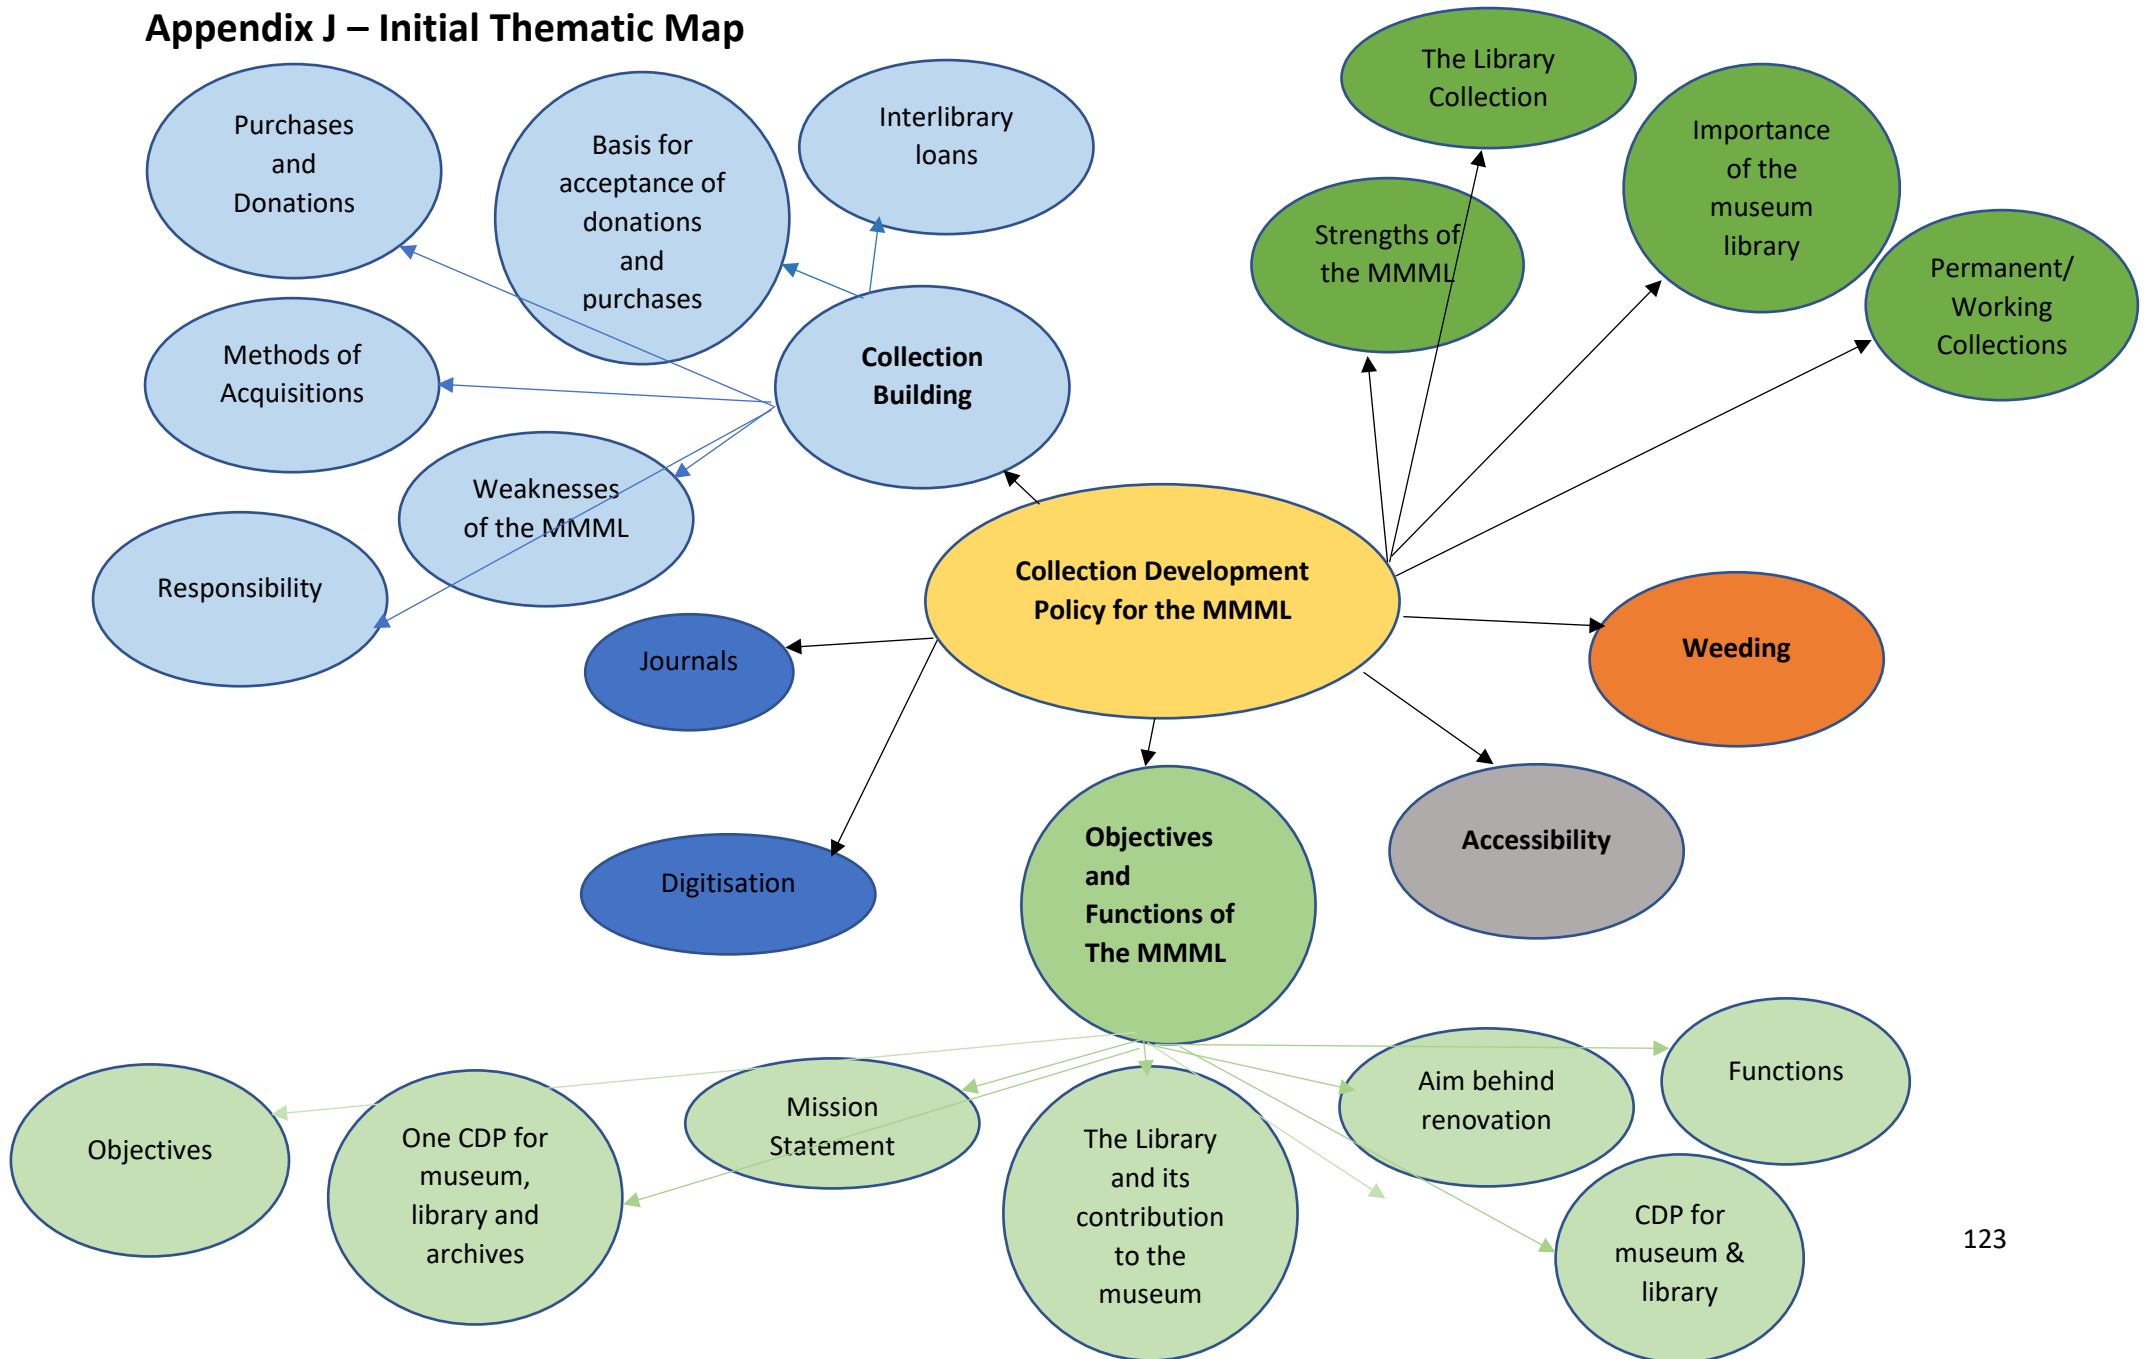 Appendix J – Initial Thematic Map
Purchases
and
Donations
Basis for
acceptance of
donations
and
purchases
Interlibrary
loans
The Library
Collection
Importance
of the
museum
library
Strengths of
the MMML
Permanent/
Working
Collections
Methods of
Acquisitions
Collection
Building
Weaknesses
of the MMML
Responsibility
Collection Development
Policy for the MMML
Journals
Weeding
Digitisation
Objectives
and
Functions of
The MMML
Accessibility
Objectives
One CDP for
museum,
library and
archives
Mission
Statement
The Library
and its
contribution
to the
museum
Aim behind
renovation
Functions
CDP for
museum &
library
123